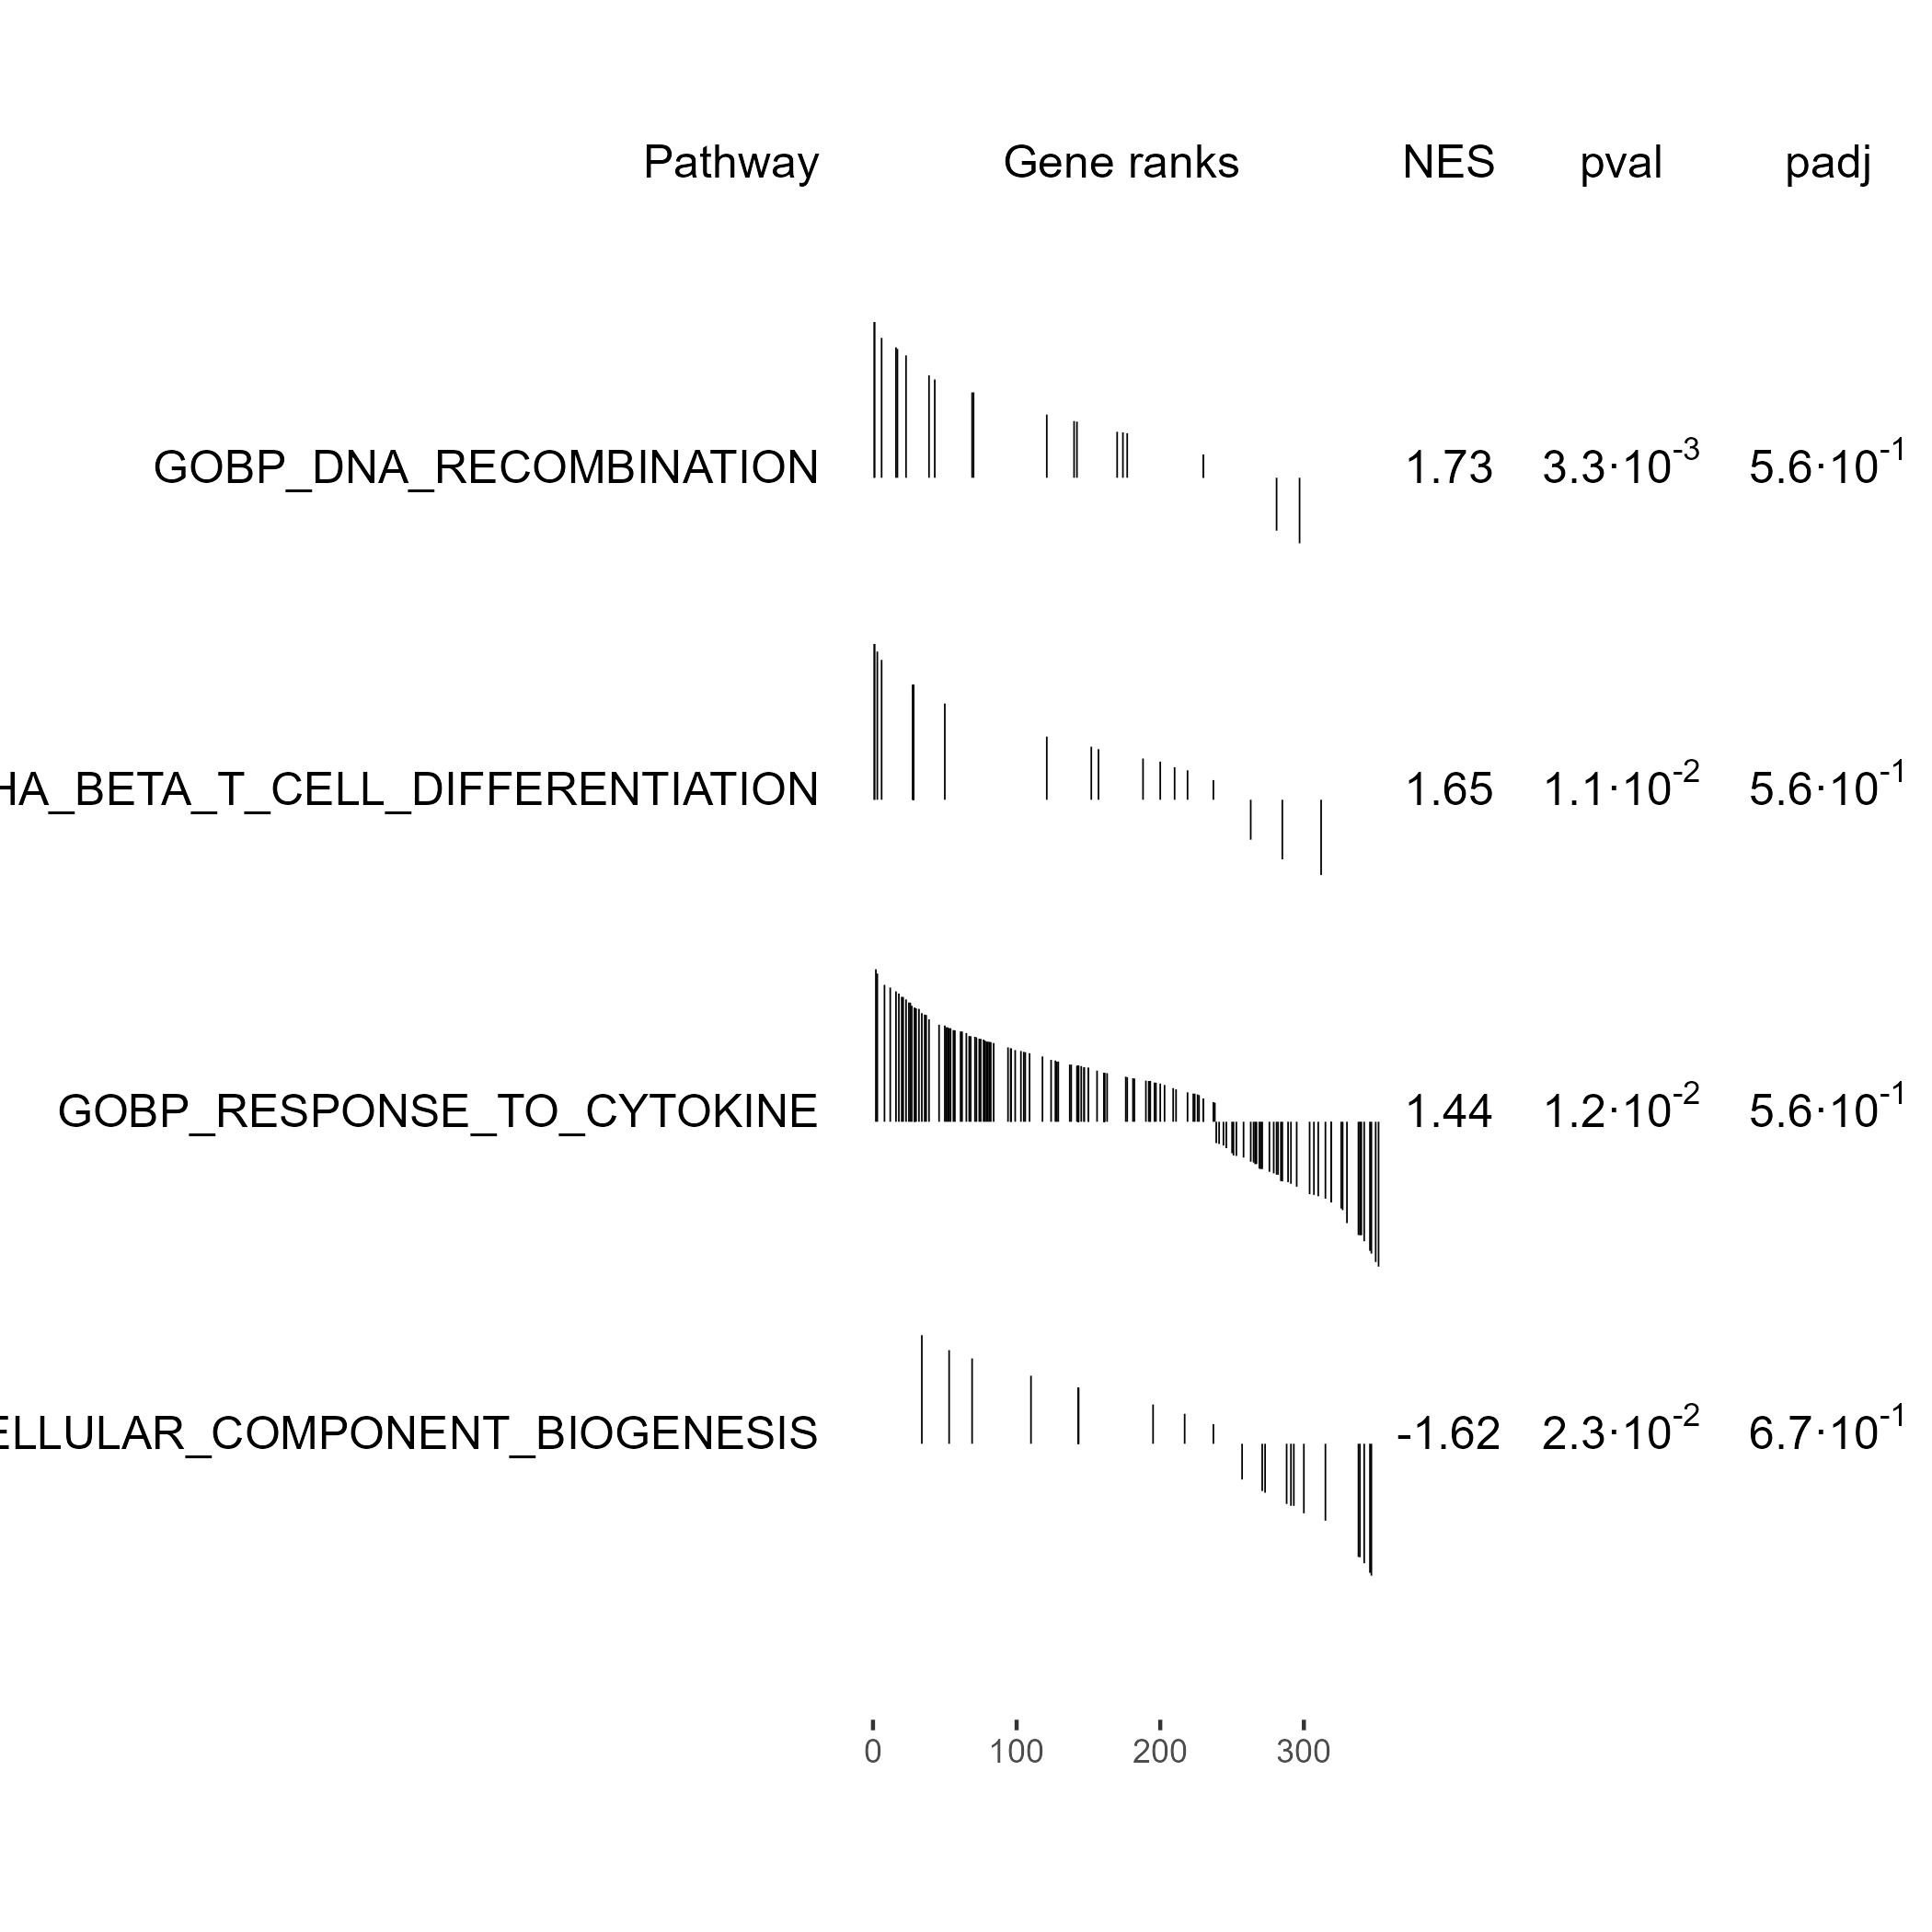 Pathway Gene ranks NES pval padj
GOBP_DNA_RECOMBINATION 1.73 3.3·10⁻³ 5.6·10⁻¹
HA_BETA_T_CELL_DIFFERENTIATION 1.65 1.1·10⁻² 5.6·10⁻¹
GOBP_RESPONSE_TO_CYTOKINE 1.44 1.2·10⁻² 5.6·10⁻¹
ELLULAR_COMPONENT_BIOGENESIS -1.62 2.3·10⁻² 6.7·10⁻¹
0 100 200 300